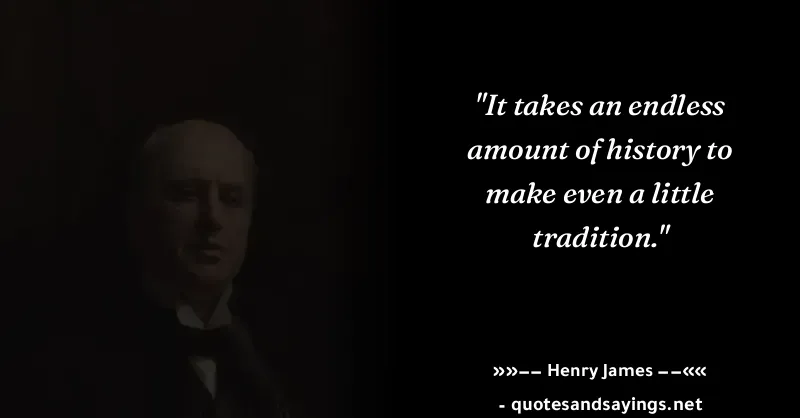 "It takes an endless
amount of history to
make even a little
tradition."
»»–– Henry James ––««
- quotesandsayings.net